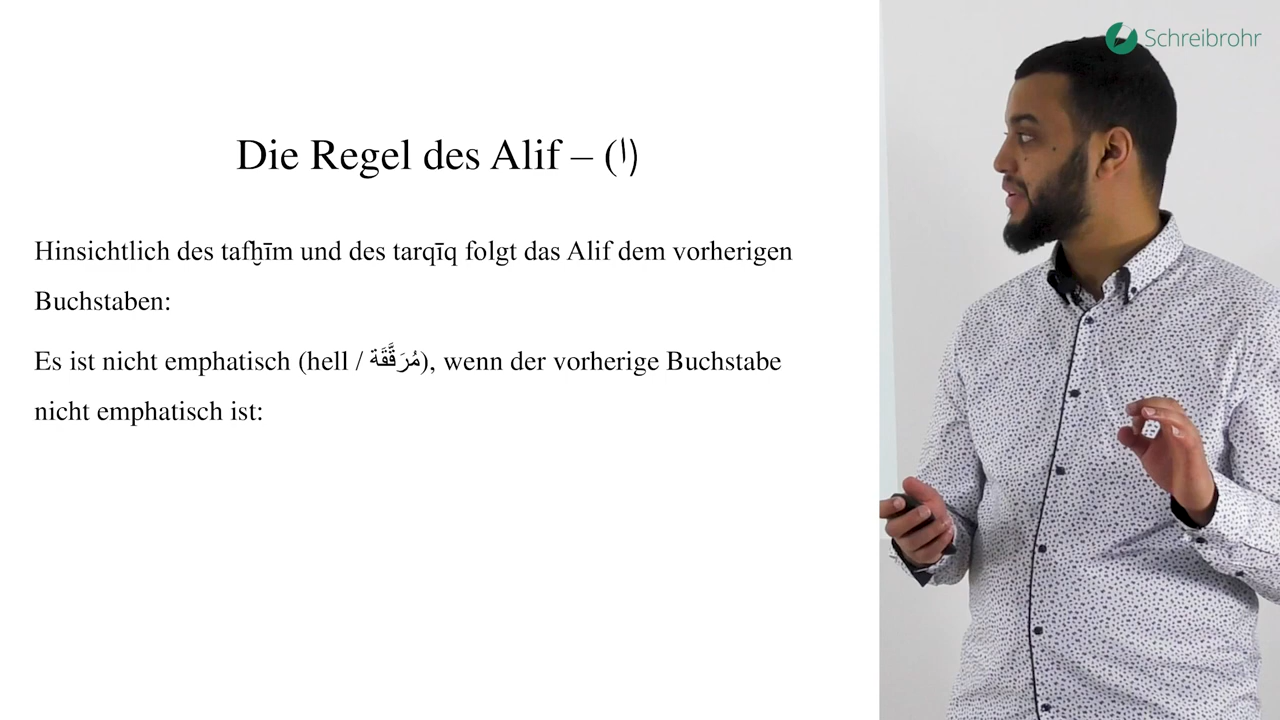 Schreibrohr
Die Regel des Alif – (ا)
Hinsichtlich des tafḫīm und des tarqīq folgt das Alif dem vorherigen
Buchstaben:
Es ist nicht emphatisch (hell / مُرَقَّقَة), wenn der vorherige Buchstabe
nicht emphatisch ist: